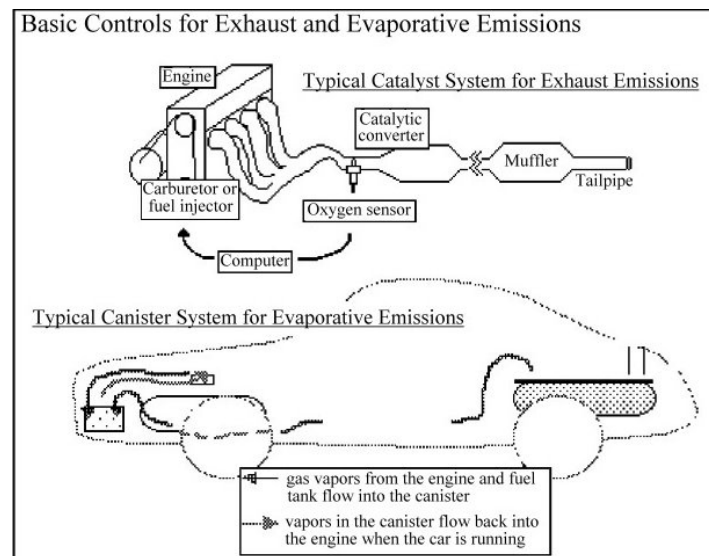 Basic Controls for Exhaust and Evaporative Emissions
Engine
Typical Catalyst System for Exhaust Emissions
Catalytic
converter
Muffler
Tailpipe
Carburetor or
fuel injector
Oxygen sensor
Computer
Typical Canister System for Evaporative Emissions
gas vapors from the engine and fuel
tank flow into the canister
vapors in the canister flow back into
the engine when the car is running